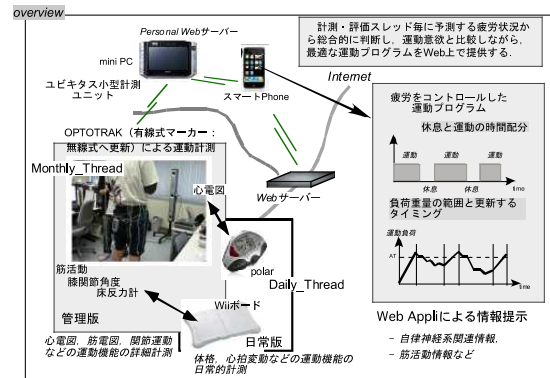 overview
計測・評価スレッド毎に予測する疲労状況か
ら総合的に判断し，運動意欲と比較しながら，
最適な運動プログラムをWeb上で提供する．
Personal Webサーバー
mini PC
ユビキタス小型計測
ユニット
スマートPhone
Internet
OPTOTRAK（有線式マーカー：
無線式へ更新）による運動計測
Monthly_Thread
心電図
Webサーバー
polar
Daily_Thread
筋活動
膝関節角度
床反力計
Wiiボード
管理版
日常版
心電図，筋電図，関節運動
などの運動機能の詳細計測
体格，心拍変動などの運動機能の
日常的計測
疲労をコントロールした
運動プログラム
休息と運動の時間配分
運動 運動 運動
休息 休息 time
負荷重量の範囲と更新する
タイミング
運動負荷
AT
time
Web Appliによる情報提示
- 自律神経系関連情報，
- 筋活動情報など